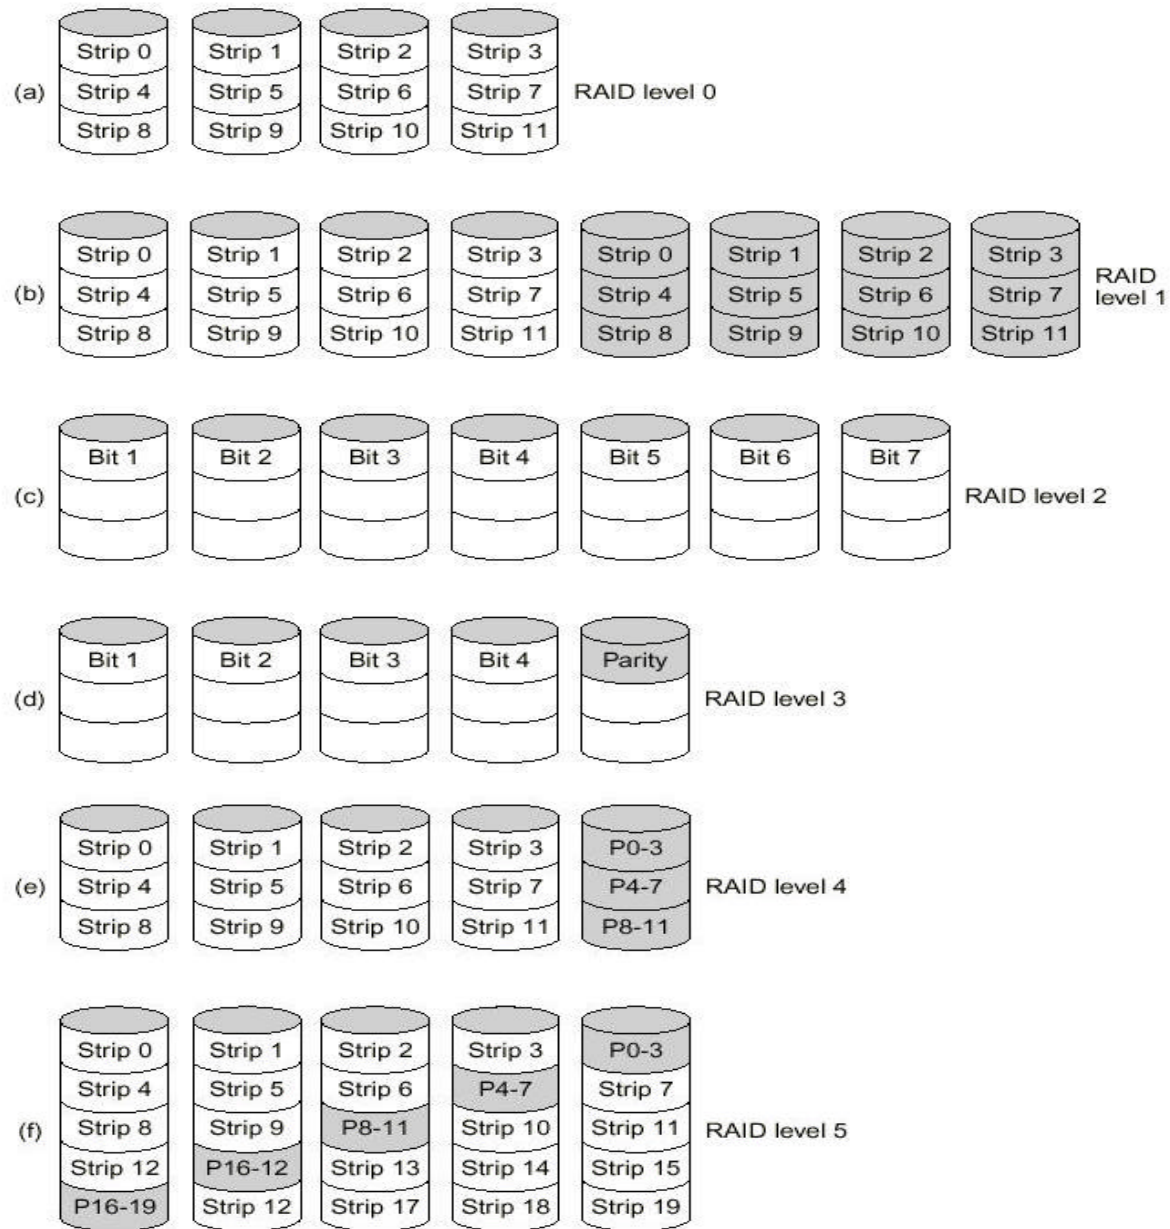 Strip 0 Strip 1 Strip 2 Strip 3
(a) Strip 4 Strip 5 Strip 6 Strip 7 RAID level 0
Strip 8 Strip 9 Strip 10 Strip 11
Strip 0 Strip 1 Strip 2 Strip 3 Strip 0 Strip 1 Strip 2 Strip 3
(b) Strip 4 Strip 5 Strip 6 Strip 7 Strip 4 Strip 5 Strip 6 Strip 7 RAID level 1
Strip 8 Strip 9 Strip 10 Strip 11 Strip 8 Strip 9 Strip 10 Strip 11
Bit 1 Bit 2 Bit 3 Bit 4 Bit 5 Bit 6 Bit 7
(c) RAID level 2
Bit 1 Bit 2 Bit 3 Bit 4 Parity
(d) RAID level 3
Strip 0 Strip 1 Strip 2 Strip 3 P0-3
(e) Strip 4 Strip 5 Strip 6 Strip 7 P4-7 RAID level 4
Strip 8 Strip 9 Strip 10 Strip 11 P8-11
Strip 0 Strip 1 Strip 2 Strip 3 P0-3
Strip 4 Strip 5 Strip 6 P4-7 Strip 7
(f) Strip 8 Strip 9 P8-11 Strip 10 Strip 11 RAID level 5
Strip 12 P16-12 Strip 13 Strip 14 Strip 15
P16-19 Strip 12 Strip 17 Strip 18 Strip 19